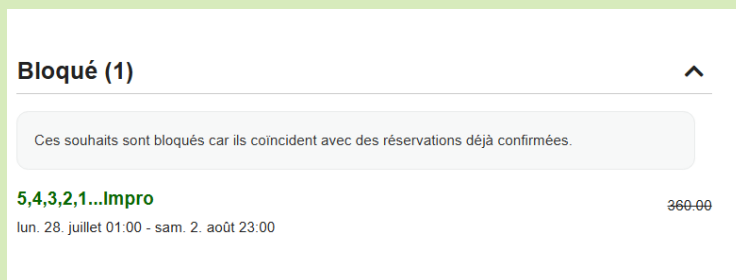 Bloqué (1)
Ces souhaits sont bloqués car ils coïncident avec des réservations déjà confirmées.
5,4,3,2,1...Impro
360.00
lun. 28. juillet 01:00 - sam. 2. août 23:00